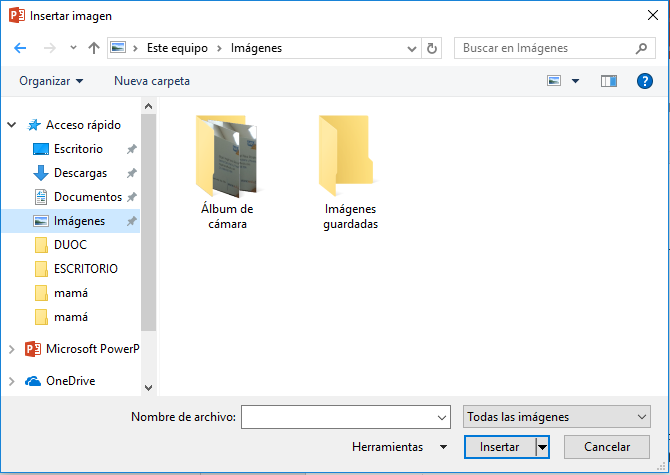 Insertar imagen
Este equipo
Imágenes
Buscar en Imágenes
Organizar
Nueva carpeta
Acceso rápido
Escritorio
Descargas
Documentos
Imágenes
DUOC
ESCRITORIO
mamá
mamá
Microsoft PowerP
OneDrive
Álbum de
cámara
Imágenes
guardadas
Nombre de archivo:
Todas las imágenes
Herramientas
Insertar
Cancelar